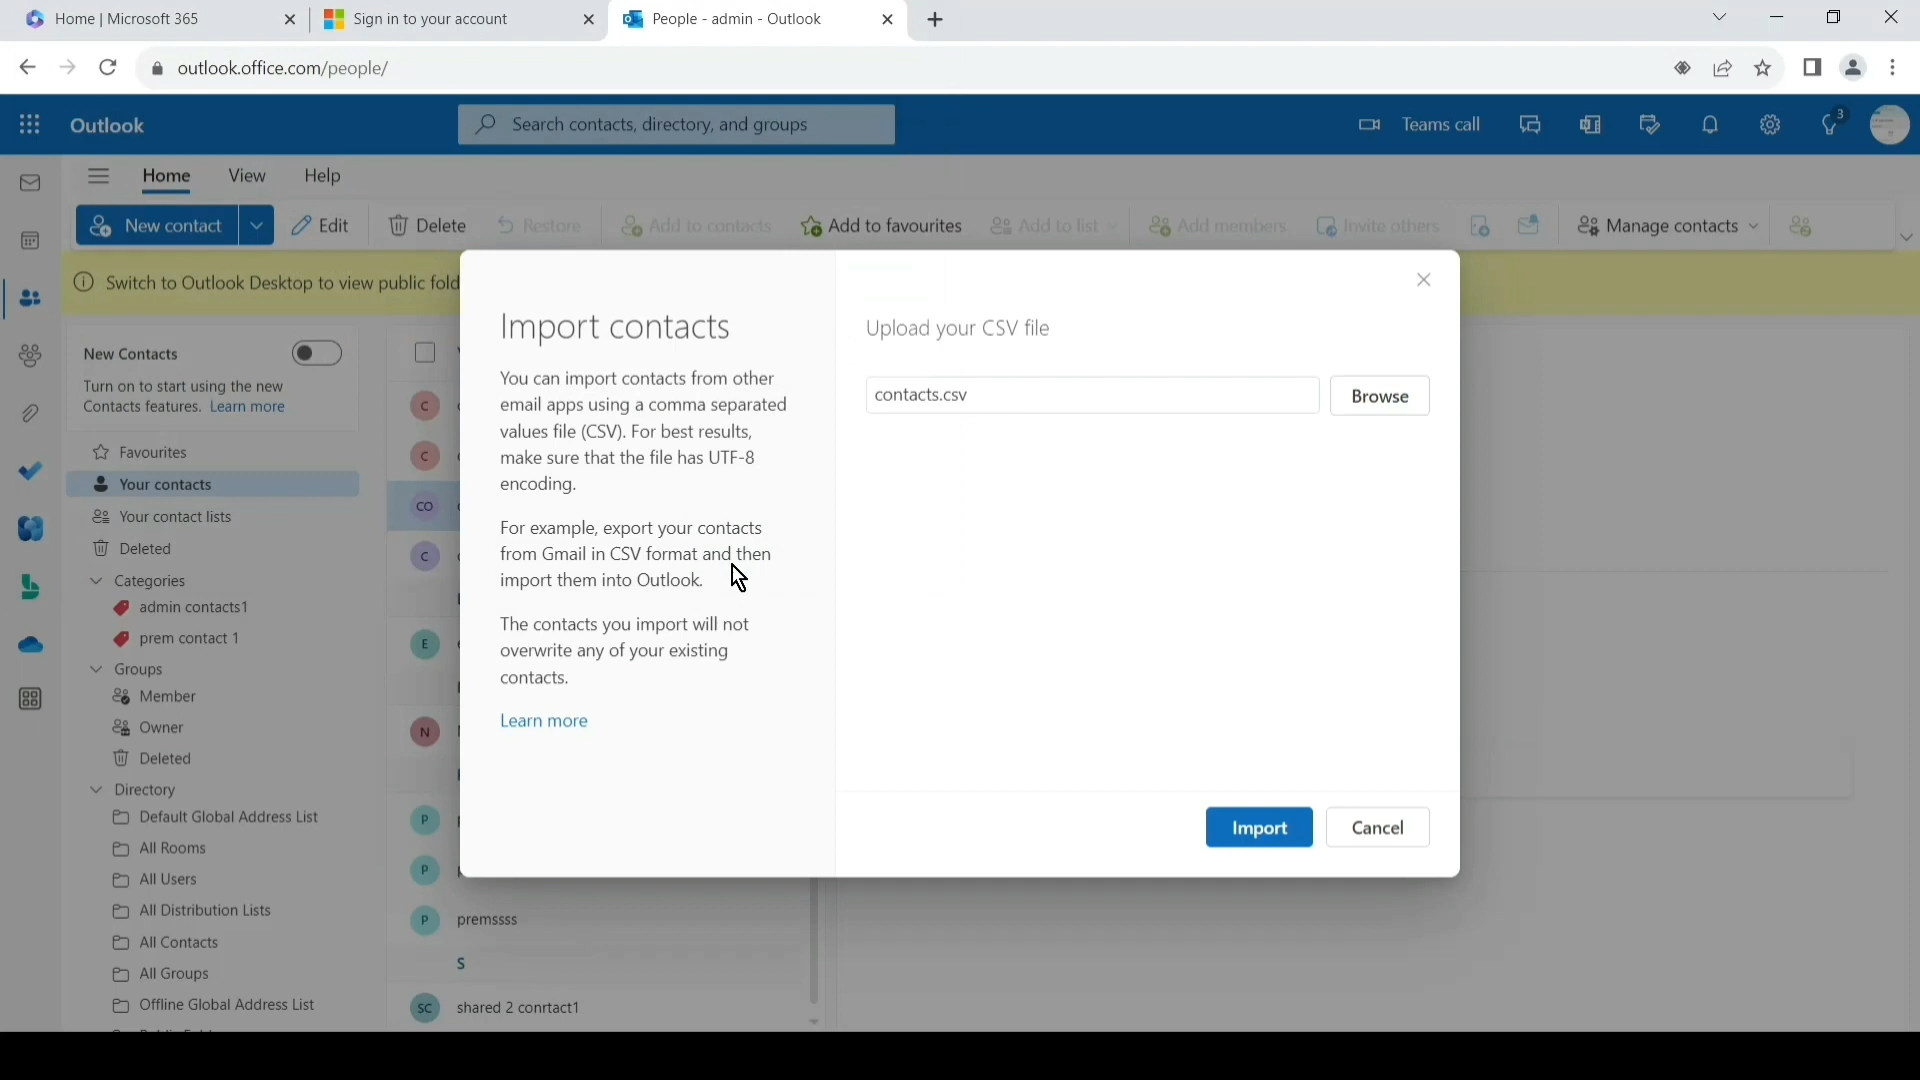 Home | Microsoft 365
Sign in to your account
People - admin - Outlook
outlook.office.com/people/
Outlook
Search contacts, directory, and groups
Teams call
3
Home
View
Help
New contact
Edit
Delete
Restore
Add to contacts
Add to favourites
Add to list
Add members
Invite others
Manage contacts
Switch to Outlook Desktop to view public fold
New Contacts
Turn on to start using the new
Contacts features. Learn more
Favourites
Your contacts
Your contact lists
Deleted
Categories
admin contacts1
prem contact 1
Groups
Member
Owner
Deleted
Directory
Default Global Address List
All Rooms
All Users
All Distribution Lists
All Contacts
All Groups
Offline Global Address List
C
C
CO
C
E
N
P
P
P
premssss
S
SC
shared 2 conrtact1
Import contacts
You can import contacts from other
email apps using a comma separated
values file (CSV). For best results,
make sure that the file has UTF-8
encoding.
For example, export your contacts
from Gmail in CSV format and then
import them into Outlook.
The contacts you import will not
overwrite any of your existing
contacts.
Learn more
Upload your CSV file
contacts.csv
Browse
Import
Cancel